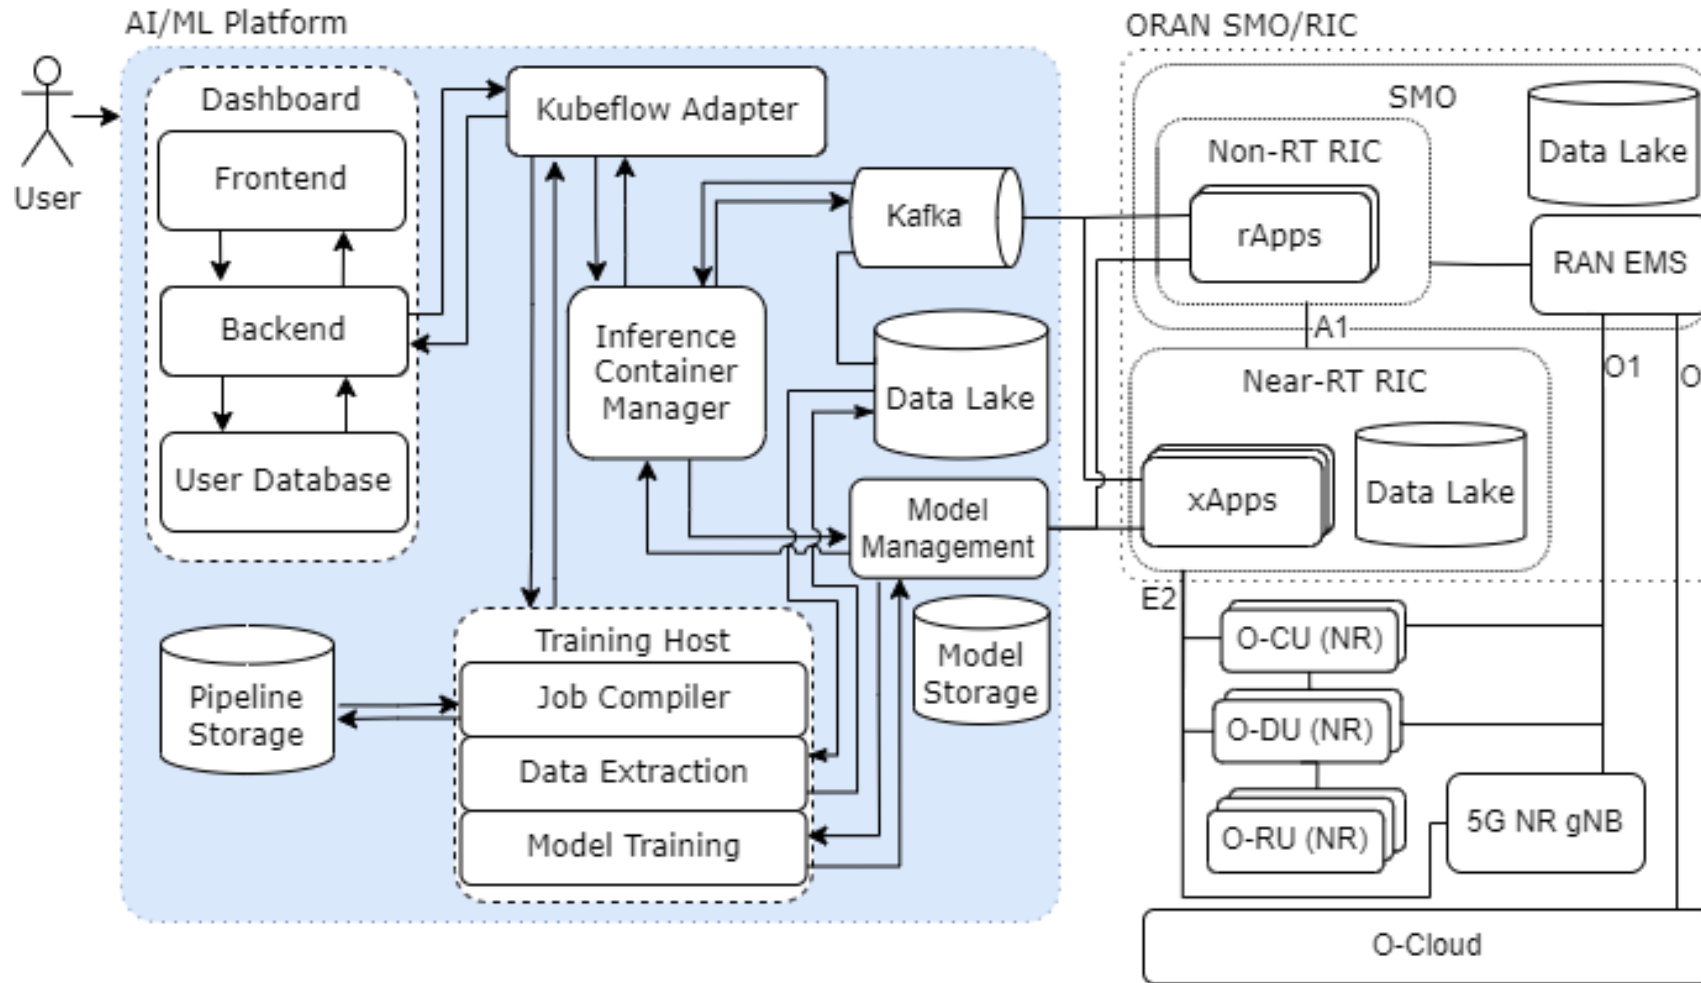 AI/ML Platform
ORAN SMO/RIC
User
Dashboard
Frontend
Backend
User Database
Kubeflow Adapter
Inference
Container
Manager
Kafka
Data Lake
Model
Management
Model
Storage
Pipeline
Storage
Training Host
Job Compiler
Data Extraction
Model Training
SMO
Non-RT RIC
rApps
Data Lake
RAN EMS
A1
O1
O
Near-RT RIC
xApps
Data Lake
E2
O-CU (NR)
O-DU (NR)
O-RU (NR)
5G NR gNB
O-Cloud